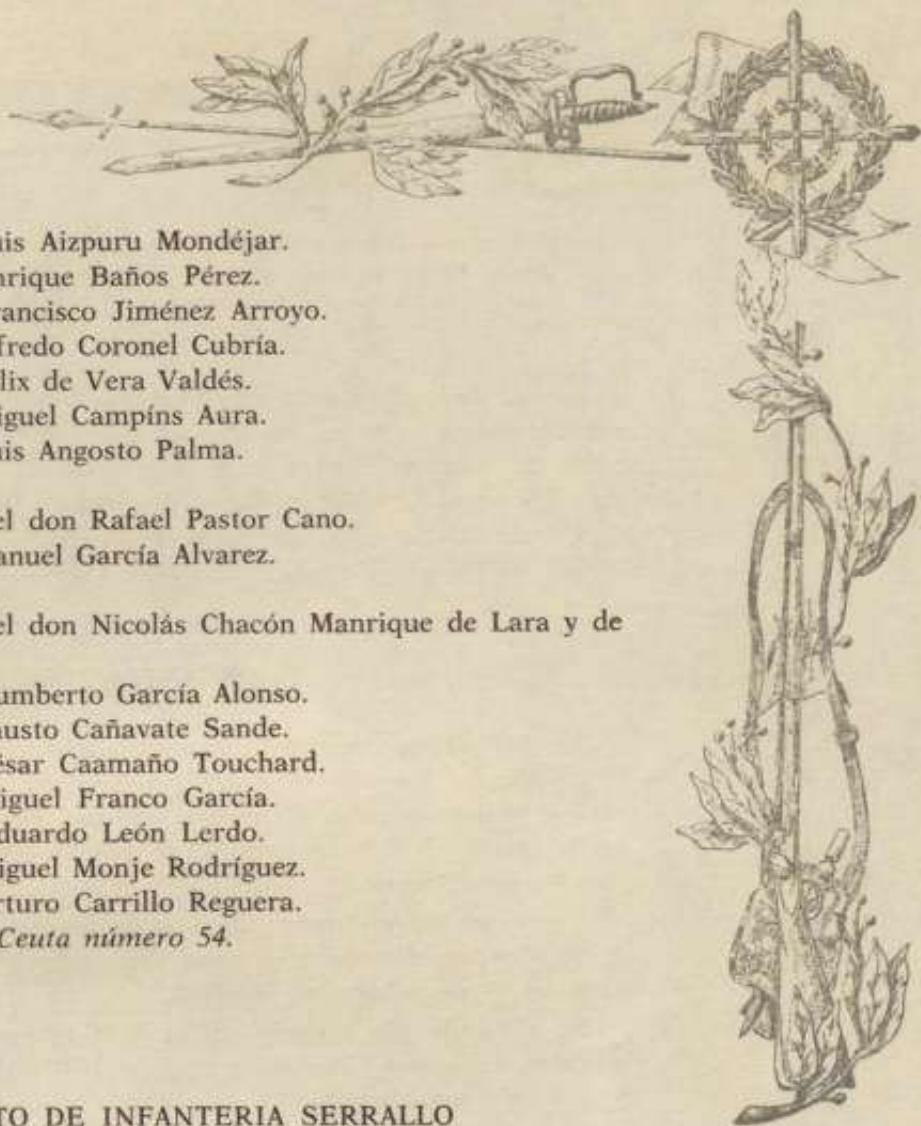 uis Aizpuru Mondéjar.
nrique Baños Pérez.
rancisco Jiménez Arroyo.
fredo Coronel Cubría.
lix de Vera Valdés.
iguel Campíns Aura.
uis Angosto Palma.
el don Rafael Pastor Cano.
anuel García Alvarez.
el don Nicolás Chacón Manrique de Lara y de
umberto García Alonso.
austo Cañavate Sande.
ésar Caamaño Touchard.
iguel Franco García.
duardo León Lerdo.
iguel Monje Rodríguez.
rturo Carrillo Reguera.
Ceuta número 54.
TO DE INFANTERIA SERRALLO